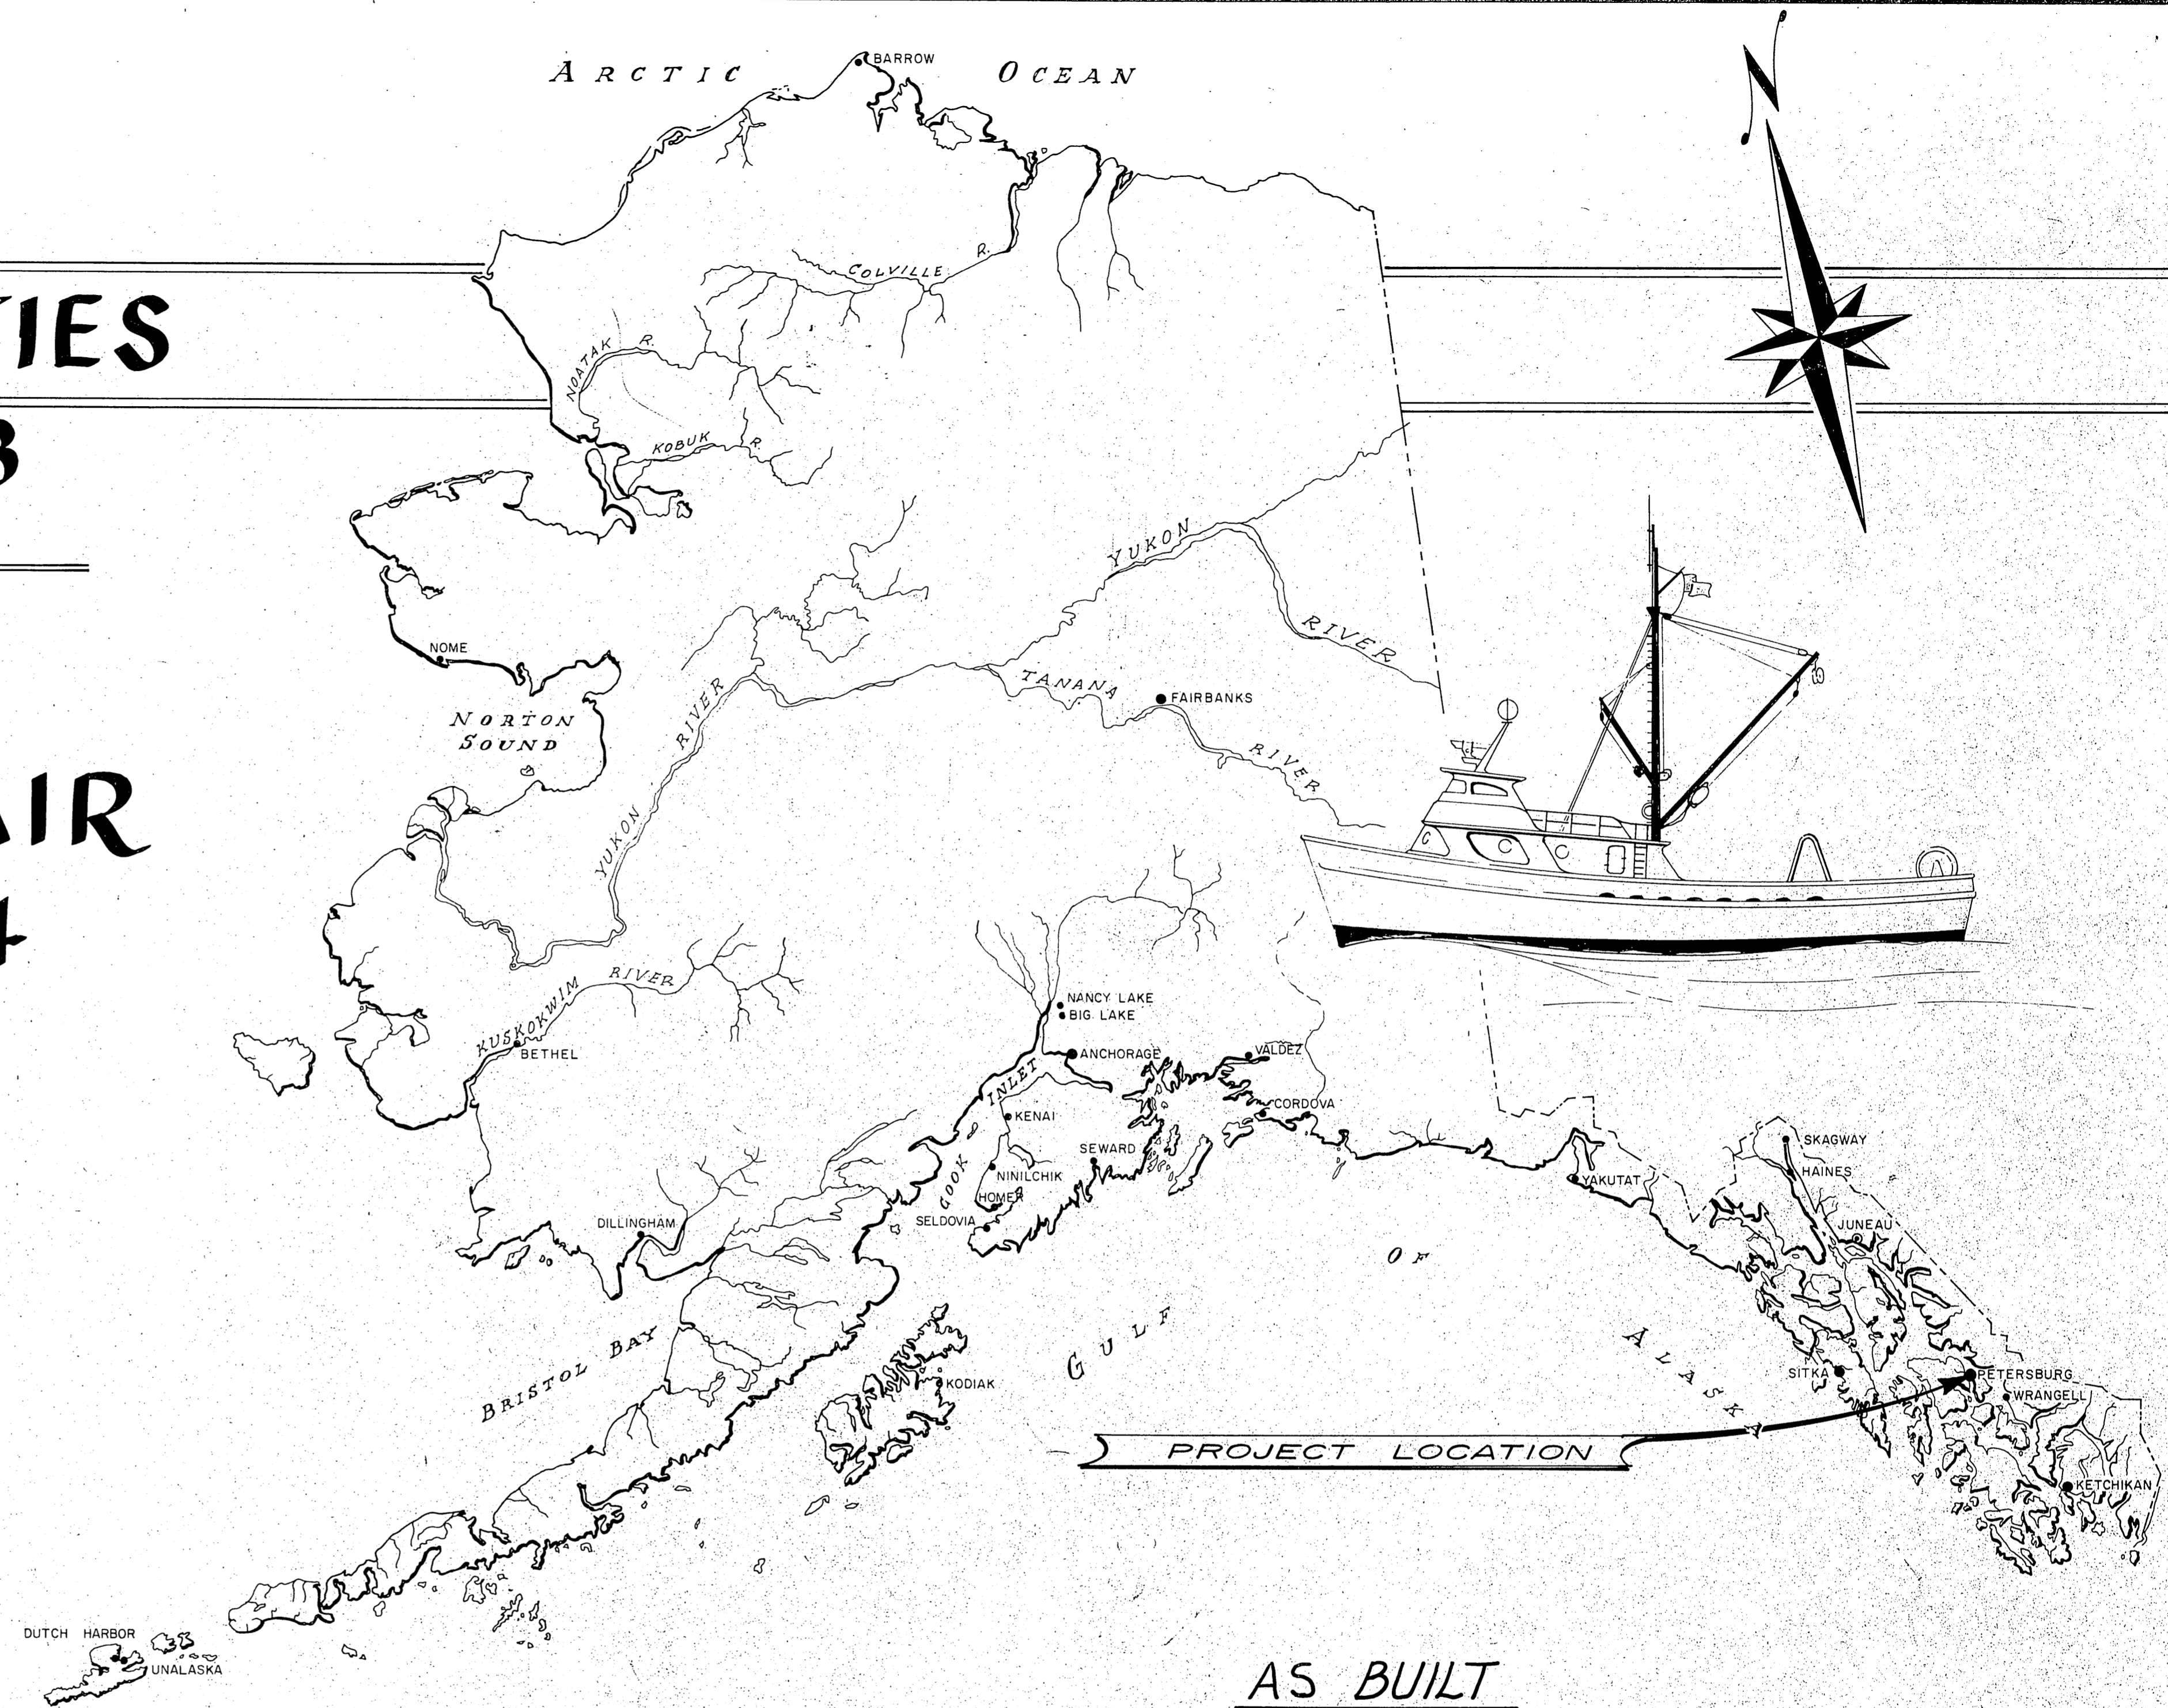 N
ARCTIC OCEAN
BARROW
COLVILLE R.
IES
NOATAK R.
KOBUK R.
YUKON RIVER
NOME
TANANA RIVER
FAIRBANKS
NORTON
SOUND
YUKON RIVER
AIR
KUSKOKWIM RIVER
BETHEL
NANCY LAKE
BIG LAKE
ANCHORAGE
VALDEZ
COOK INLET
KENAI
CORDOVA
SEWARD
NINILCHIK
HOMER
SELDOVIA
DILLINGHAM
SKAGWAY
HAINES
YAKUTAT
JUNEAU
GULF OF ALASKA
BRISTOL BAY
KODIAK
SITKA
PETERSBURG
WRANGELL
PROJECT LOCATION
KETCHIKAN
DUTCH HARBOR
UNALASKA
AS BUILT